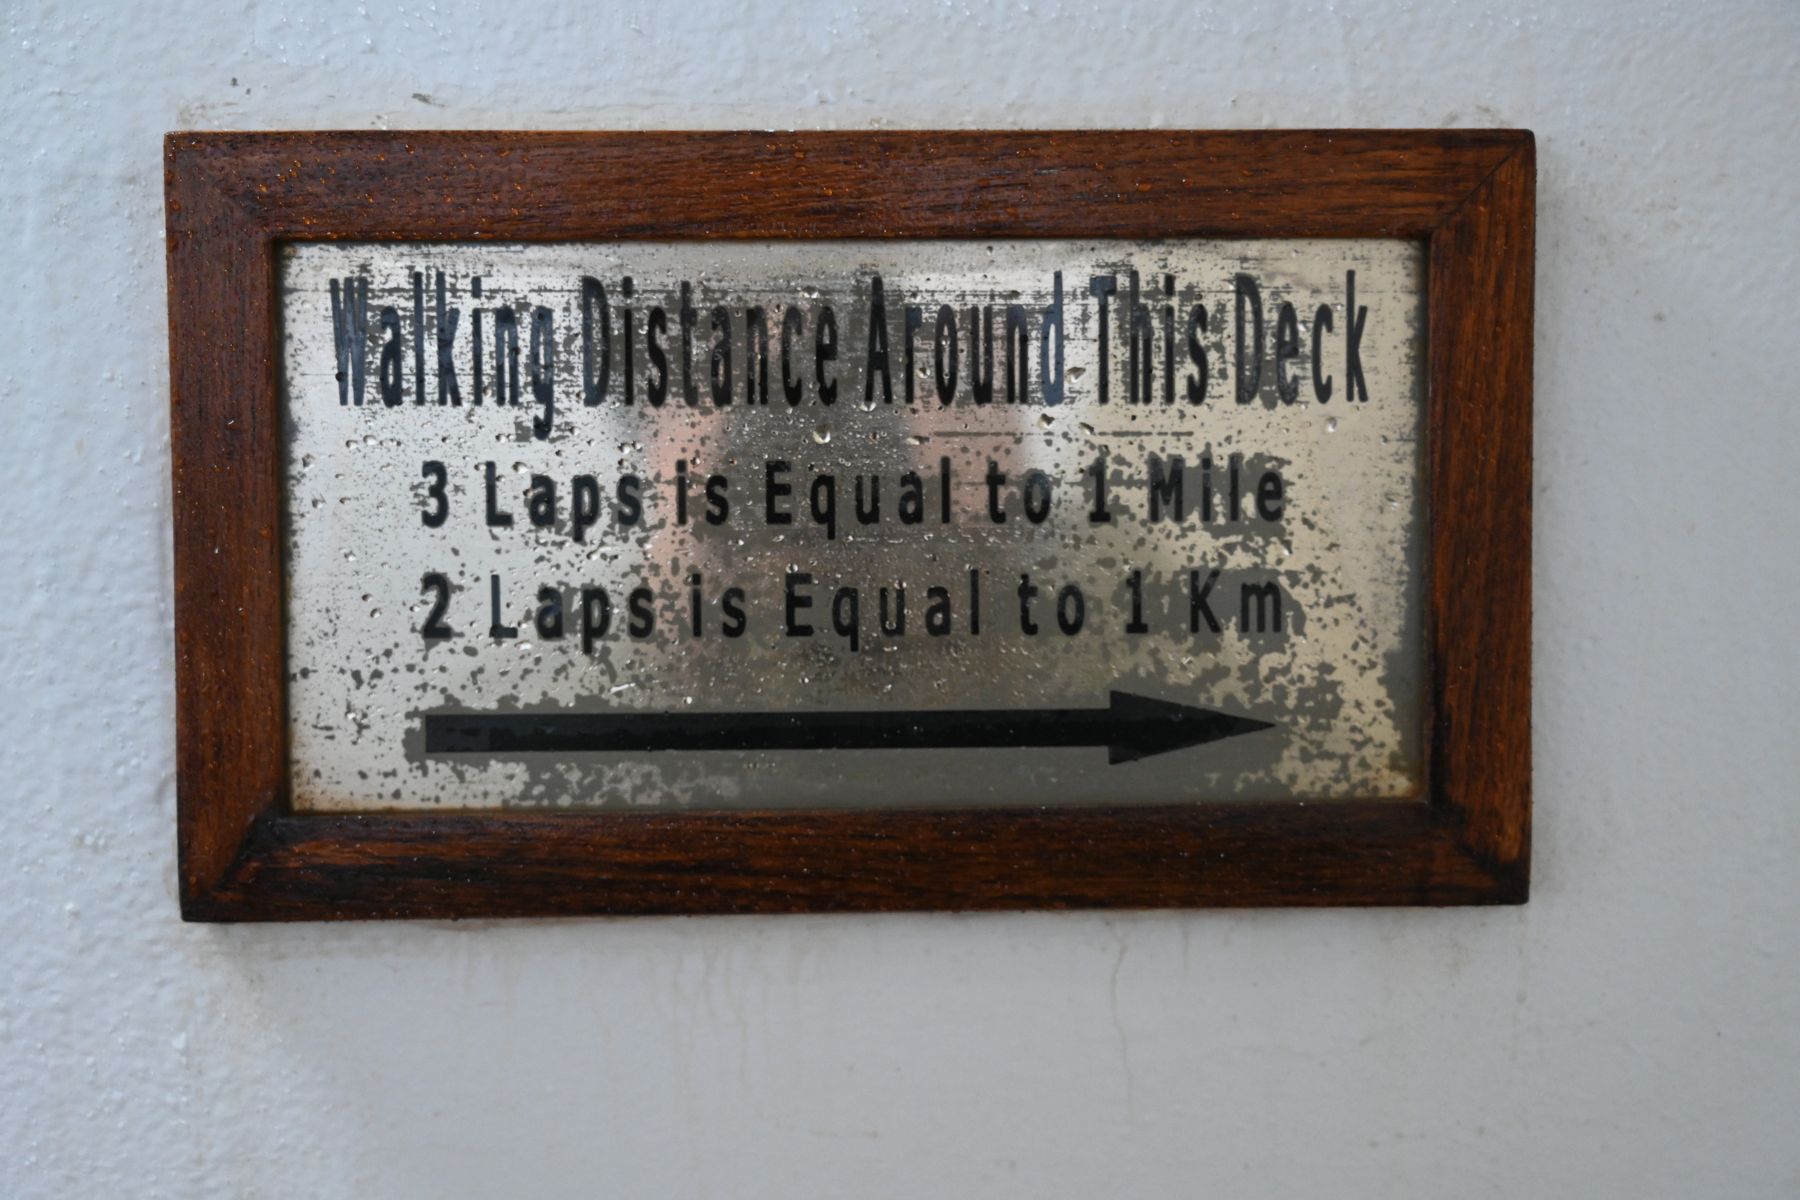 Walking Distance Around This Deck
3 Laps is Equal to 1 Mile
2 Laps is Equal to 1 Km